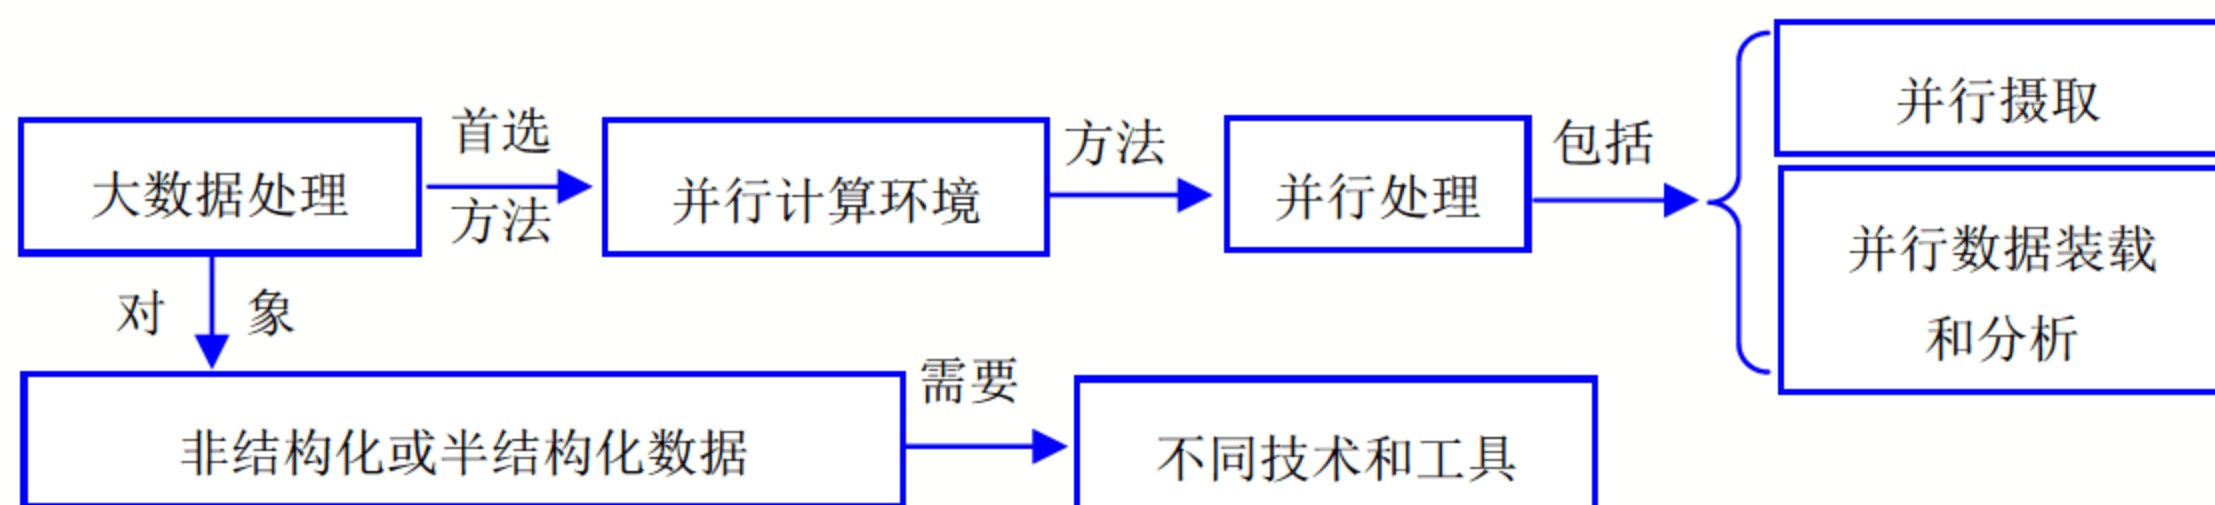 大数据处理
首选
方法
并行计算环境
方法
并行处理
包括
并行摄取
并行数据装载
和分析
对 象
非结构化或半结构化数据
需要
不同技术和工具